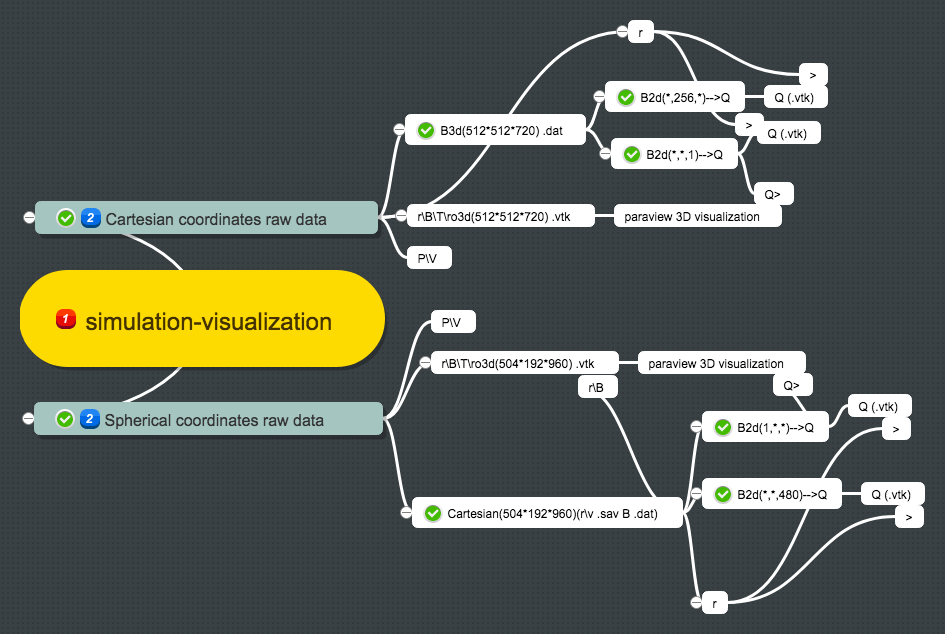 r
>
B2d(*,256,*)-->Q
Q (.vtk)
B3d(512*512*720) .dat
>
Q (.vtk)
B2d(*,*,1)-->Q
Q>
2 Cartesian coordinates raw data
r\B\T\ro3d(512*512*720) .vtk
paraview 3D visualization
P\V
1 simulation-visualization
P\V
r\B\T\ro3d(504*192*960) .vtk
paraview 3D visualization
r\B
Q>
2 Spherical coordinates raw data
B2d(1,*,*)-->Q
Q (.vtk)
>
B2d(*,*,480)-->Q
Q (.vtk)
Cartesian(504*192*960)(r\v .sav B .dat)
>
r